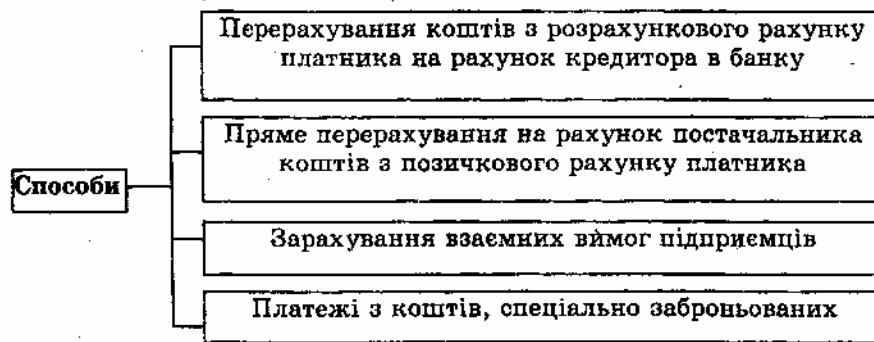 Перерахування коштів з розрахункового рахунку
платника на рахунок кредитора в банку
Пряме перерахування на рахунок постачальника
коштів з позичкового рахунку платника
Способи
Зарахування взаємних вимог підприємців
Платежі з коштів, спеціально заброньованих